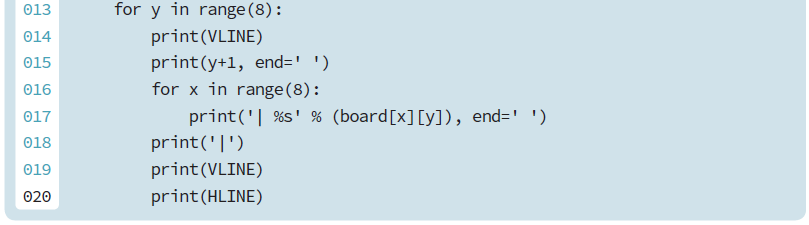 013 for y in range(8):
014 print(VLINE)
015 print(y+1, end=' ')
016 for x in range(8):
017 print('| %s' % (board[x][y]), end=' ')
018 print('|')
019 print(VLINE)
020 print(HLINE)